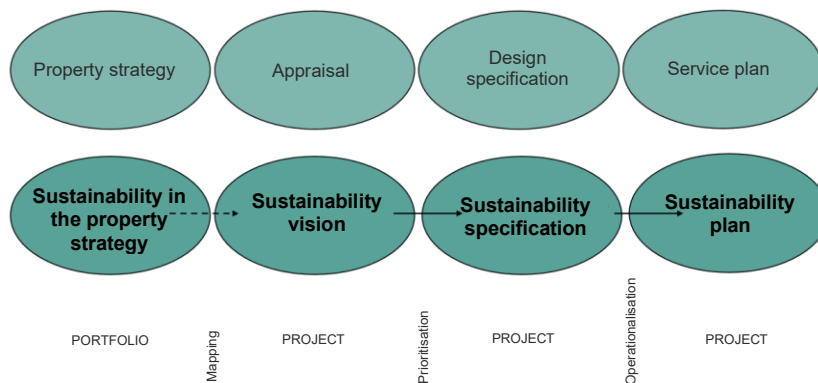 Property strategy
Appraisal
Design
specification
Service plan
Sustainability in
the property
strategy
Sustainability
vision
Sustainability
specification
Sustainability
plan
PORTFOLIO
Mapping
PROJECT
Prioritisation
PROJECT
Operationalisation
PROJECT